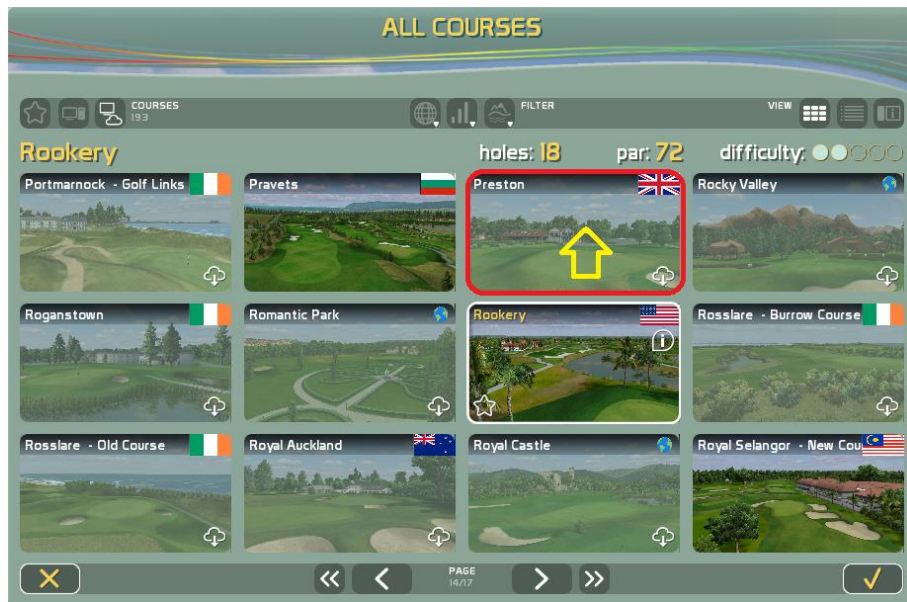 ALL COURSES
COURSES
193
FILTER
VIEW
Rookery holes: 18 par: 72 difficulty:
Portmarnock - Golf Links
Pravets
Preston
Rocky Valley
Roganstown
Romantic Park
Rookery
Rosslare - Burrow Course
Rosslare - Old Course
Royal Auckland
Royal Castle
Royal Selangor - New Cou
PAGE
14/17